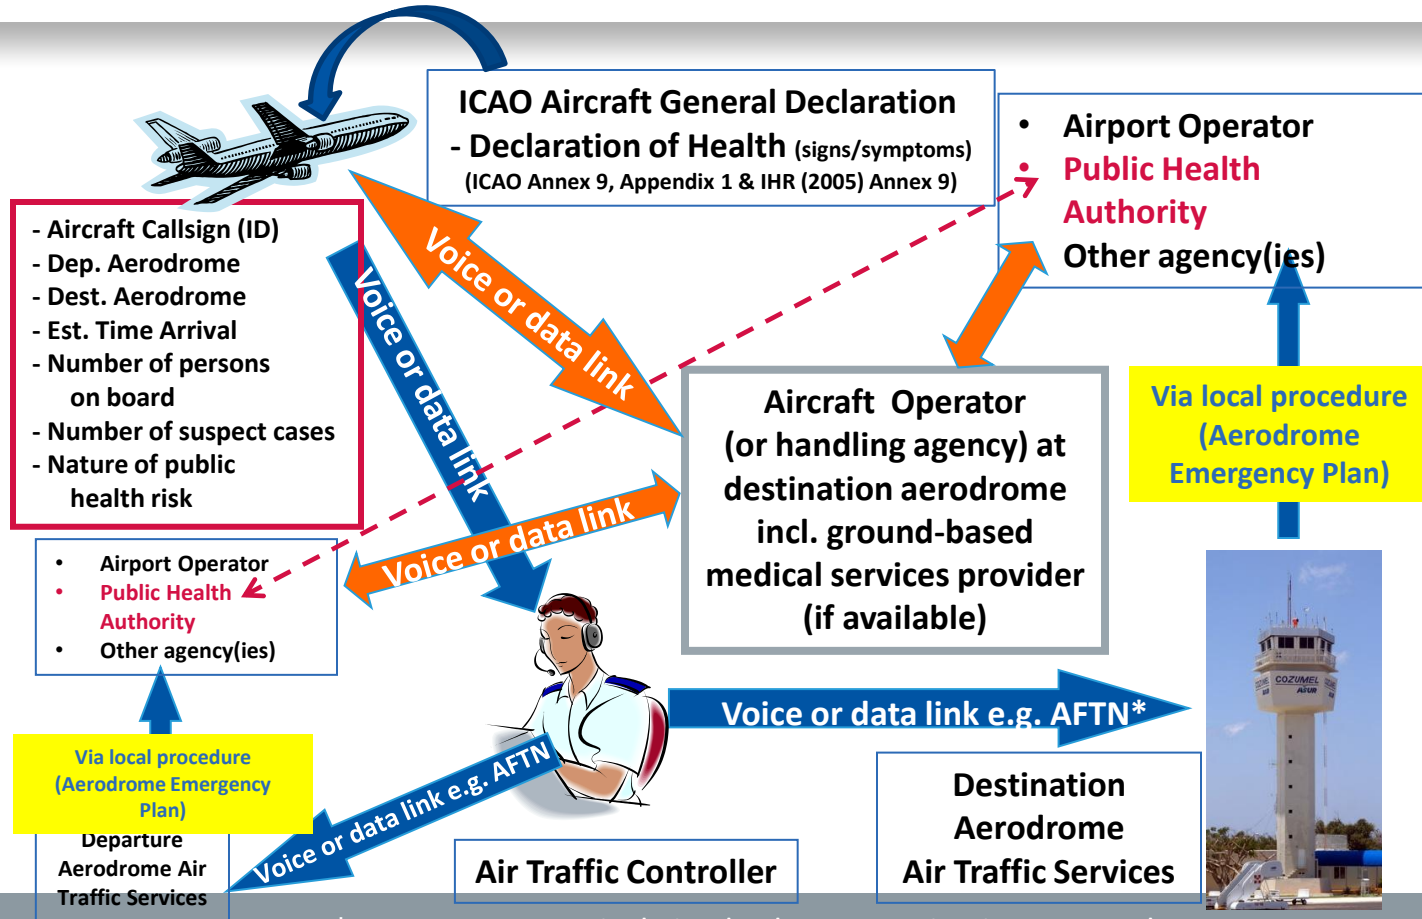 ICAO Aircraft General Declaration
- Declaration of Health (signs/symptoms)
(ICAO Annex 9, Appendix 1 & IHR (2005) Annex 9)
• Airport Operator
• Public Health
Authority
Other agency(ies)
- Aircraft Callsign (ID)
- Dep. Aerodrome
- Dest. Aerodrome
- Est. Time Arrival
- Number of persons
on board
- Number of suspect cases
- Nature of public
health risk
Voice or data link
Voice or data link
Voice or data link
Aircraft Operator
(or handling agency) at
destination aerodrome
incl. ground-based
medical services provider
(if available)
Via local procedure
(Aerodrome
Emergency Plan)
• Airport Operator
• Public Health
Authority
• Other agency(ies)
COZUMEL
ASUR
Voice or data link e.g. AFTN*
Via local procedure
(Aerodrome Emergency
Plan)
Departure
Aerodrome Air
Traffic Services
Voice or data link e.g. AFTN
Air Traffic Controller
Destination
Aerodrome
Air Traffic Services